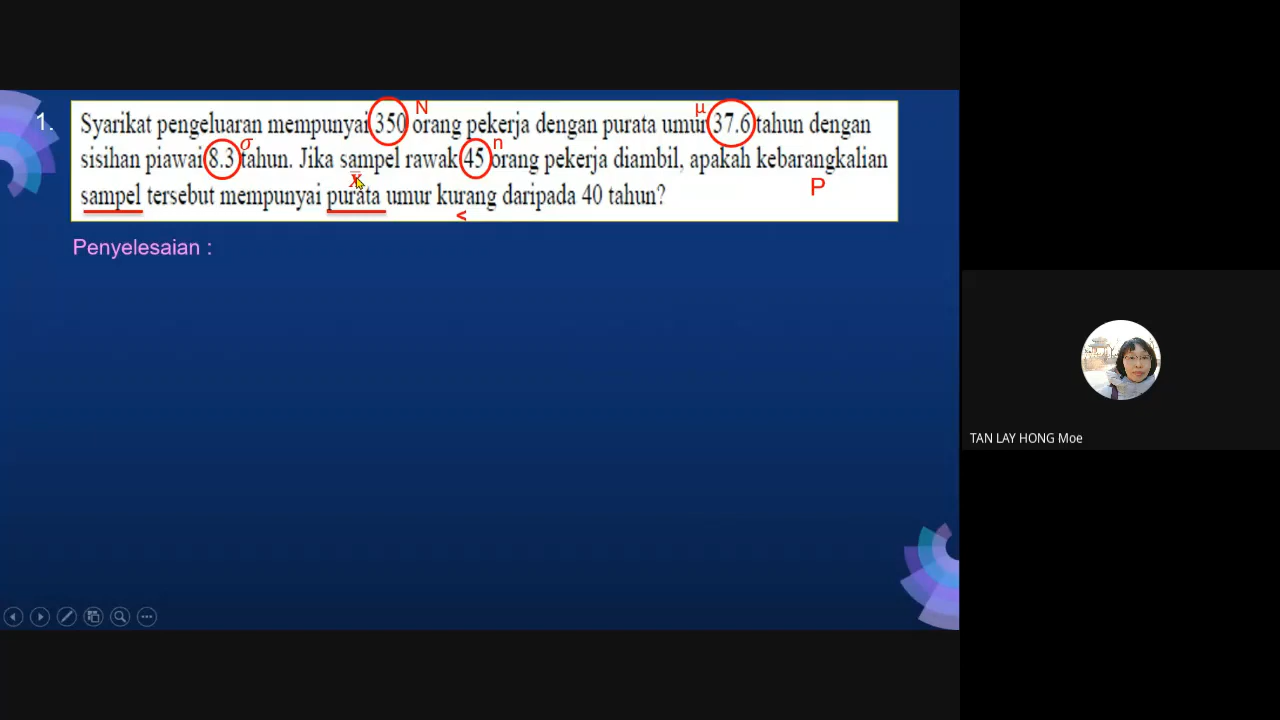 1.
N
μ
Syarikat pengeluaran mempunyai 350 orang pekerja dengan purata umur 37.6 tahun dengan
σ
n
sisihan piawai 8.3 tahun. Jika sampel rawak 45 orang pekerja diambil, apakah kebarangkalian
x̅
P
sampel tersebut mempunyai purata umur kurang daripada 40 tahun?
<
Penyelesaian :
TAN LAY HONG Moe